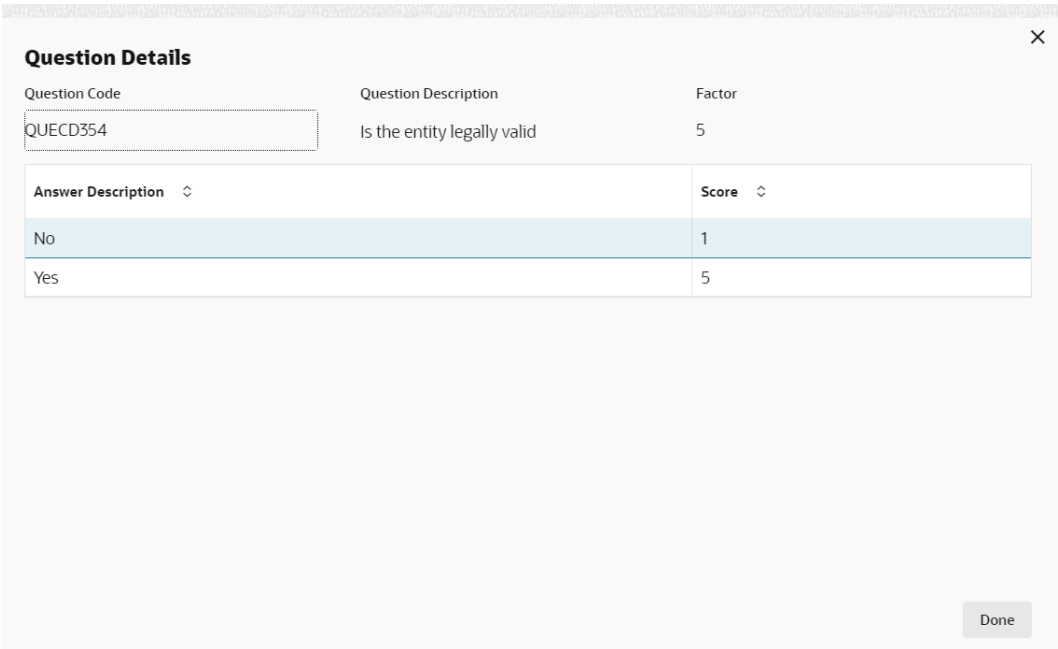 Question Details
Question Code Question Description Factor
QUECD354 Is the entity legally valid 5
Answer Description Score
No 1
Yes 5
Done